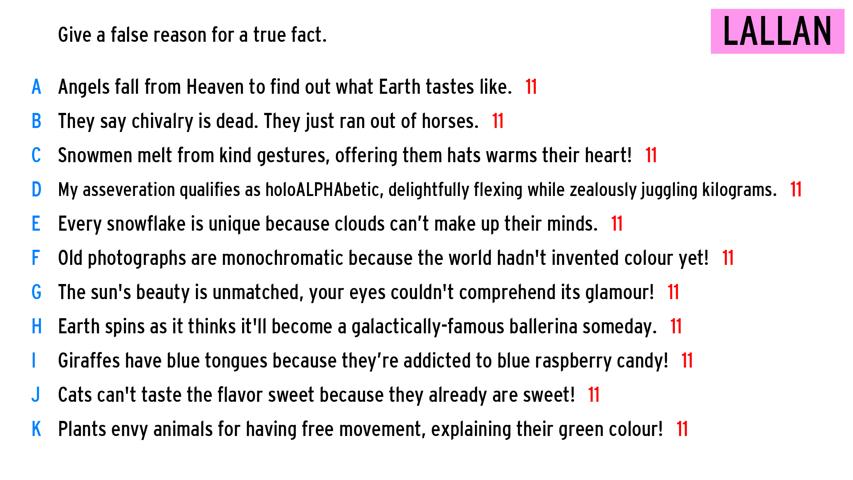 Give a false reason for a true fact.
LALLAN
A Angels fall from Heaven to find out what Earth tastes like. 11
B They say chivalry is dead. They just ran out of horses. 11
C Snowmen melt from kind gestures, offering them hats warms their heart! 11
D My asseveration qualifies as holoALPHAbetic, delightfully flexing while zealously juggling kilograms. 11
E Every snowflake is unique because clouds can’t make up their minds. 11
F Old photographs are monochromatic because the world hadn't invented colour yet! 11
G The sun's beauty is unmatched, your eyes couldn't comprehend its glamour! 11
H Earth spins as it thinks it'll become a galactically-famous ballerina someday. 11
I Giraffes have blue tongues because they’re addicted to blue raspberry candy! 11
J Cats can't taste the flavor sweet because they already are sweet! 11
K Plants envy animals for having free movement, explaining their green colour! 11